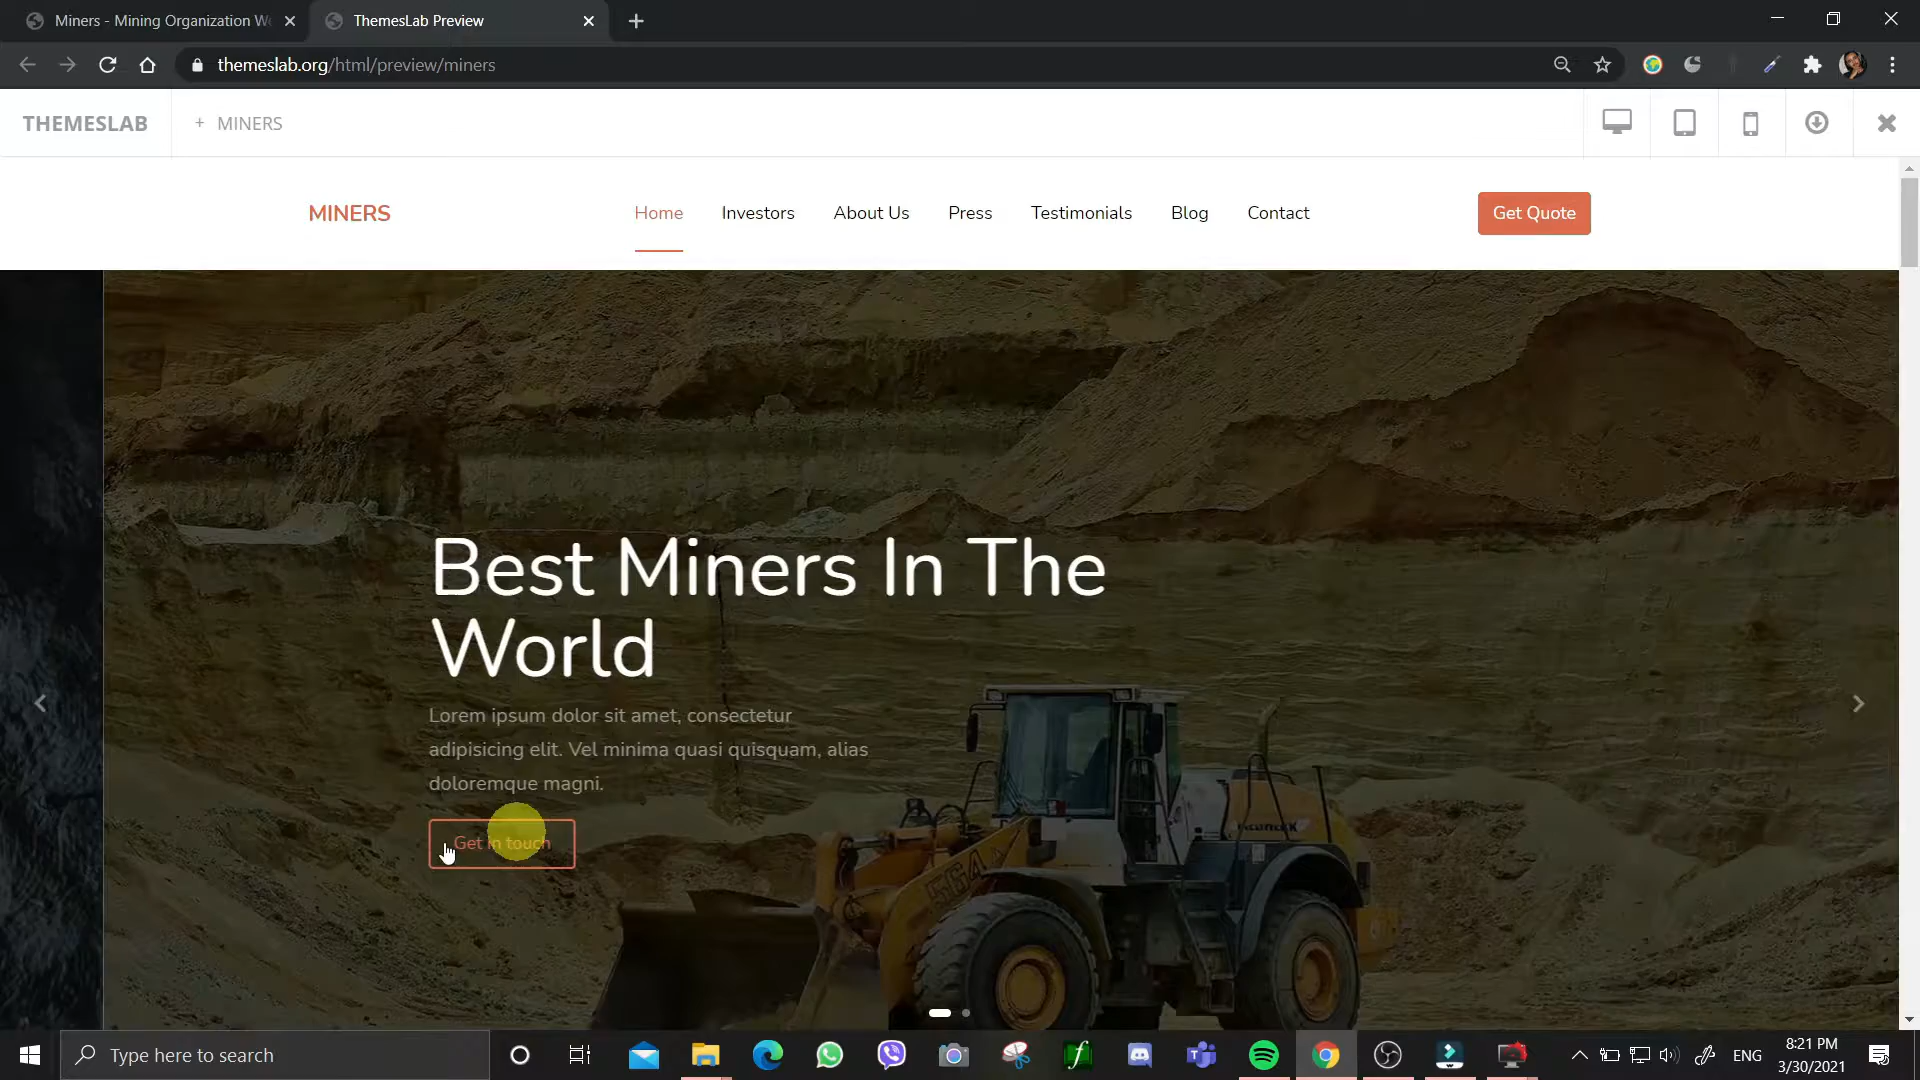 Miners - Mining Organization We
ThemesLab Preview
themeslab.org/html/preview/miners
THEMESLAB
+ MINERS
MINERS
Home
Investors
About Us
Press
Testimonials
Blog
Contact
Get Quote
Best Miners In The
World
Lorem ipsum dolor sit amet, consectetur
adipisicing elit. Vel minima quasi quisquam, alias
doloremque magni.
Get in touch
564
Type here to search
ENG
8:21 PM
3/30/2021